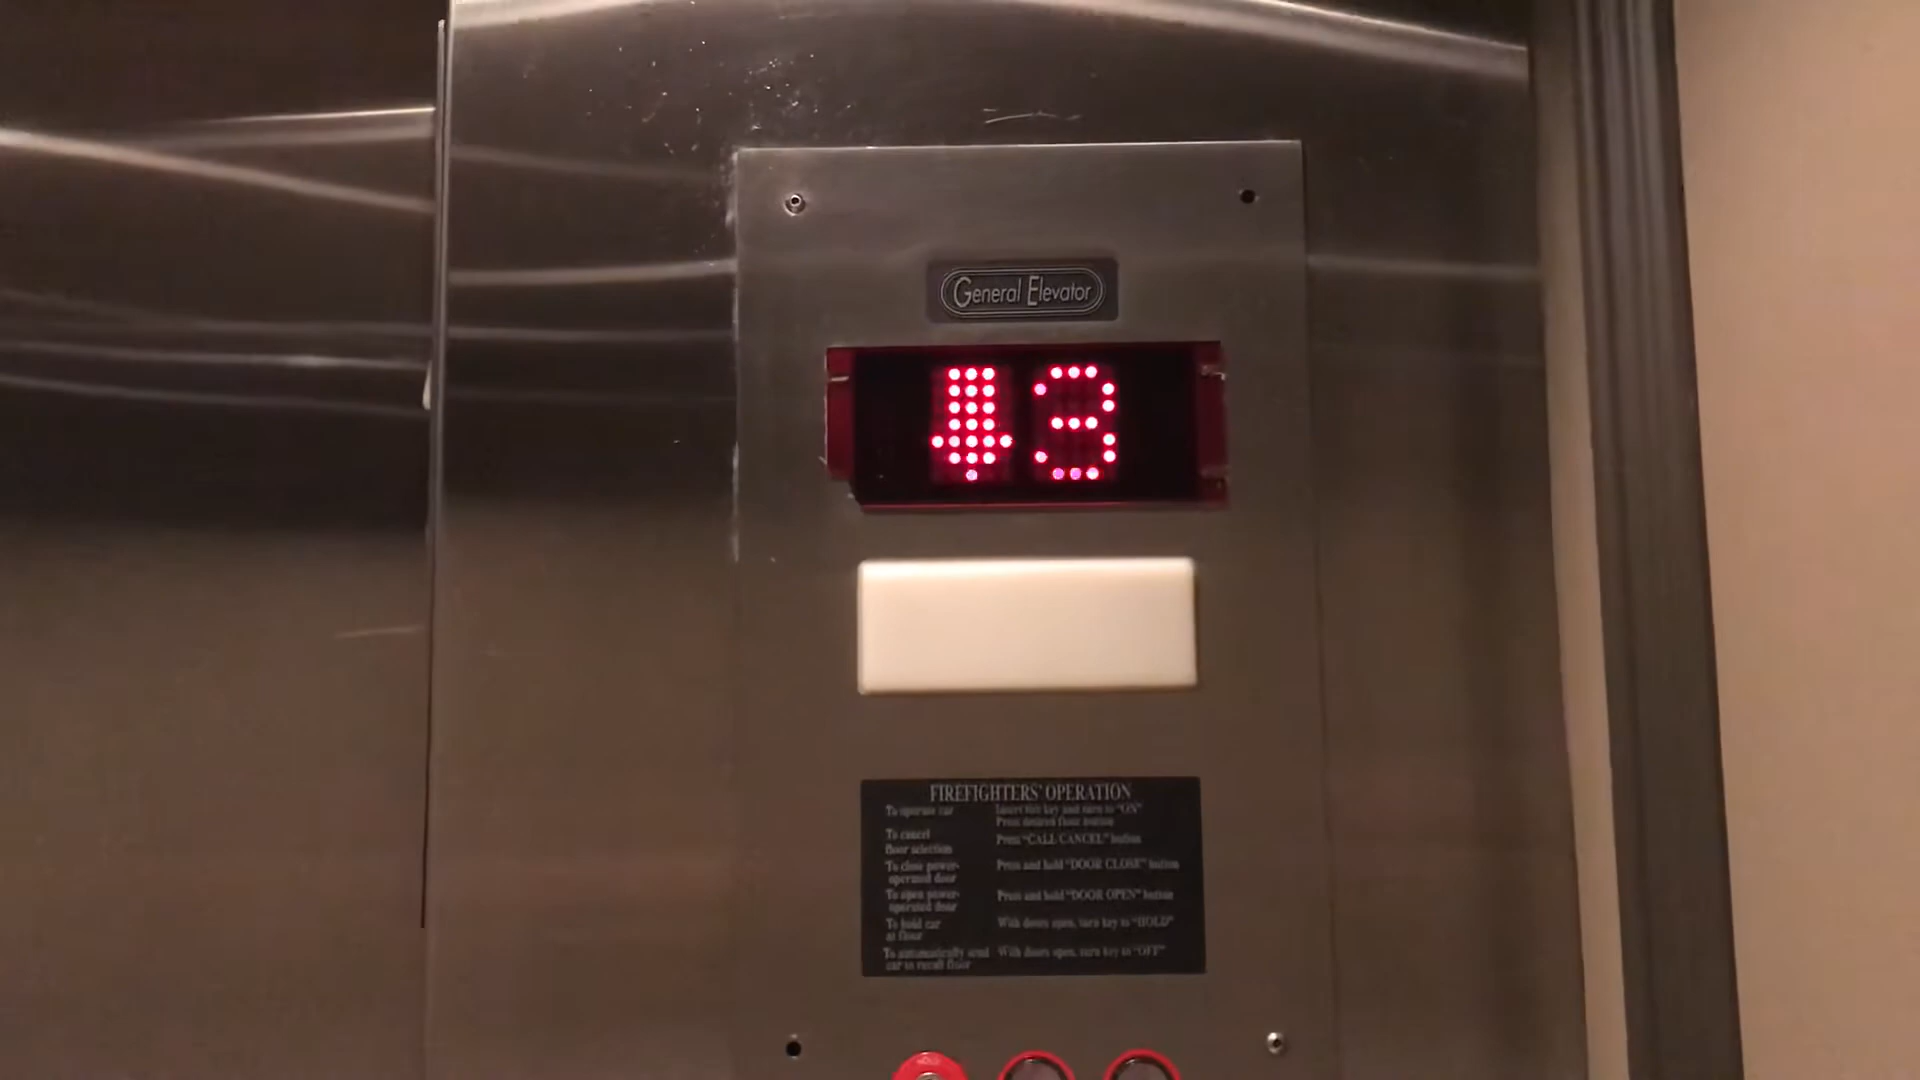 General Elevator
3
FIREFIGHTERS' OPERATION
To operate car Insert fire key and turn to "ON"
Press desired floor button
To cancel
floor selection Press "CALL CANCEL" button
To close power-
operated door Press and hold "DOOR CLOSE" button
To open power-
operated door Press and hold "DOOR OPEN" button
To hold car
at floor With doors open, turn key to "HOLD"
To automatically send
car to recall floor With doors open, turn key to "OFF"
HOLD